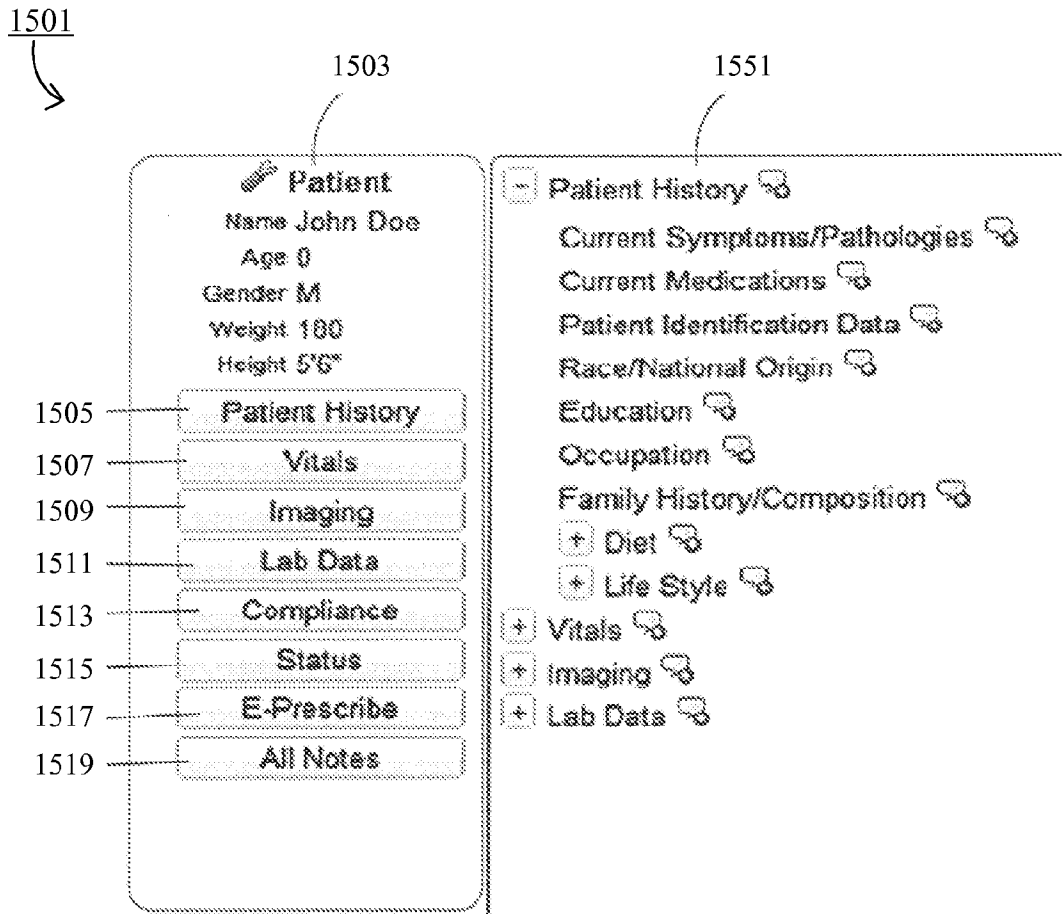 1501
1503
1551
Patient
Name John Doe
Age 0
Gender M
Weight 100
Height 5'6"
1505 Patient History
1507 Vitals
1509 Imaging
1511 Lab Data
1513 Compliance
1515 Status
1517 E-Prescribe
1519 All Notes
- Patient History
Current Symptoms/Pathologies
Current Medications
Patient Identification Data
Race/National Origin
Education
Occupation
Family History/Composition
+ Diet
+ Life Style
+ Vitals
+ Imaging
+ Lab Data